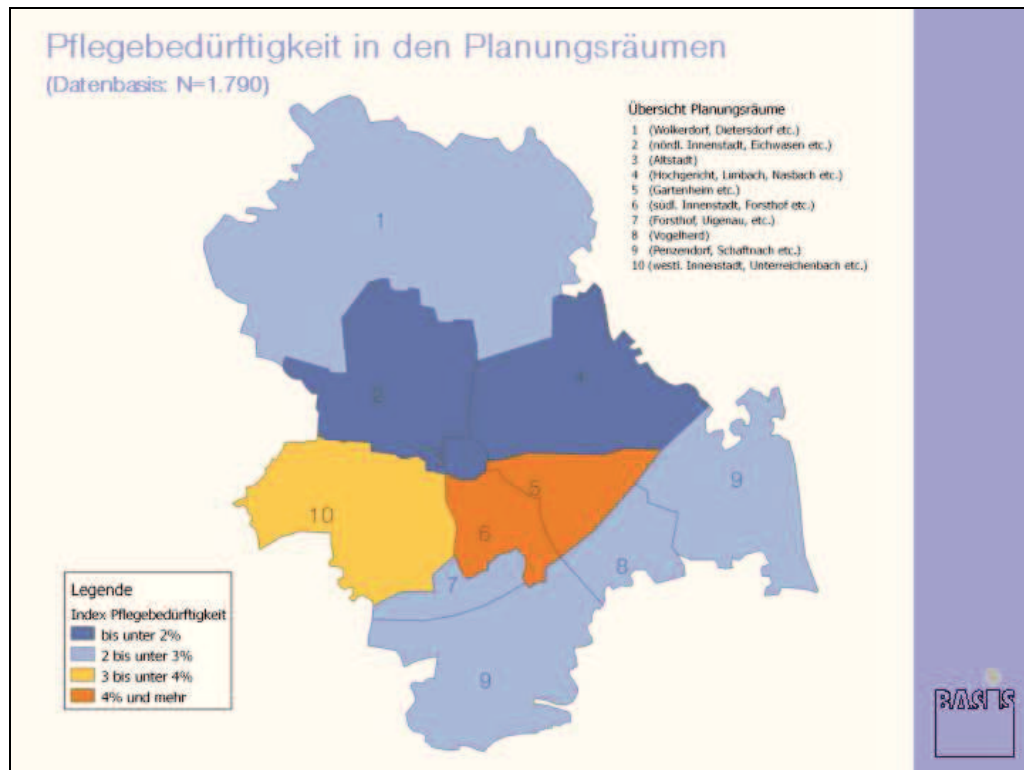 Pflegebedürftigkeit in den Planungsräumen
(Datenbasis: N=1.790)
Übersicht Planungsräume
1 (Wolkerdorf, Dietersdorf etc.)
2 (nördl. Innenstadt, Eichwasen etc.)
3 (Altstadt)
4 (Hochgericht, Limbach, Nasbach etc.)
5 (Gartenheim etc.)
6 (südl. Innenstadt, Forsthof etc.)
7 (Forsthof, Uigenau, etc.)
8 (Vogelherd)
9 (Penzendorf, Schaftnach etc.)
10 (westl. Innenstadt, Unterreichenbach etc.)
1
4
2
3
9
5
10
6
8
7
9
Legende
Index Pflegebedürftigkeit
bis unter 2%
2 bis unter 3%
3 bis unter 4%
4% und mehr
BASIS